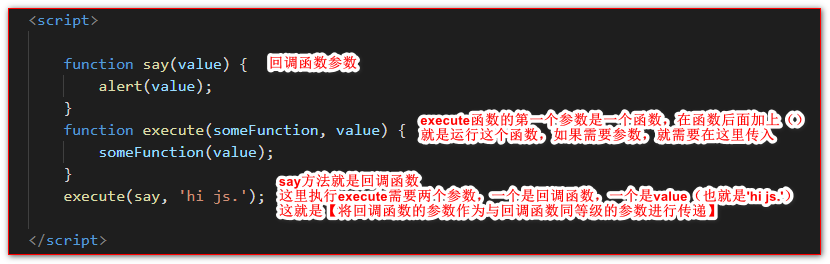 <script>
function say(value) { 回调函数参数
alert(value);
}
execute函数的第一个参数是一个函数，在函数后面加上（）
function execute(someFunction, value) { 就是运行这个函数，如果需要参数，就需要在这里传入
someFunction(value);
}
say方法就是回调函数
execute(say, 'hi js.'); 这里执行execute需要两个参数，一个是回调函数，一个是value（也就是'hi js.'）
这就是【将回调函数的参数作为与回调函数同等级的参数进行传递】
</script>